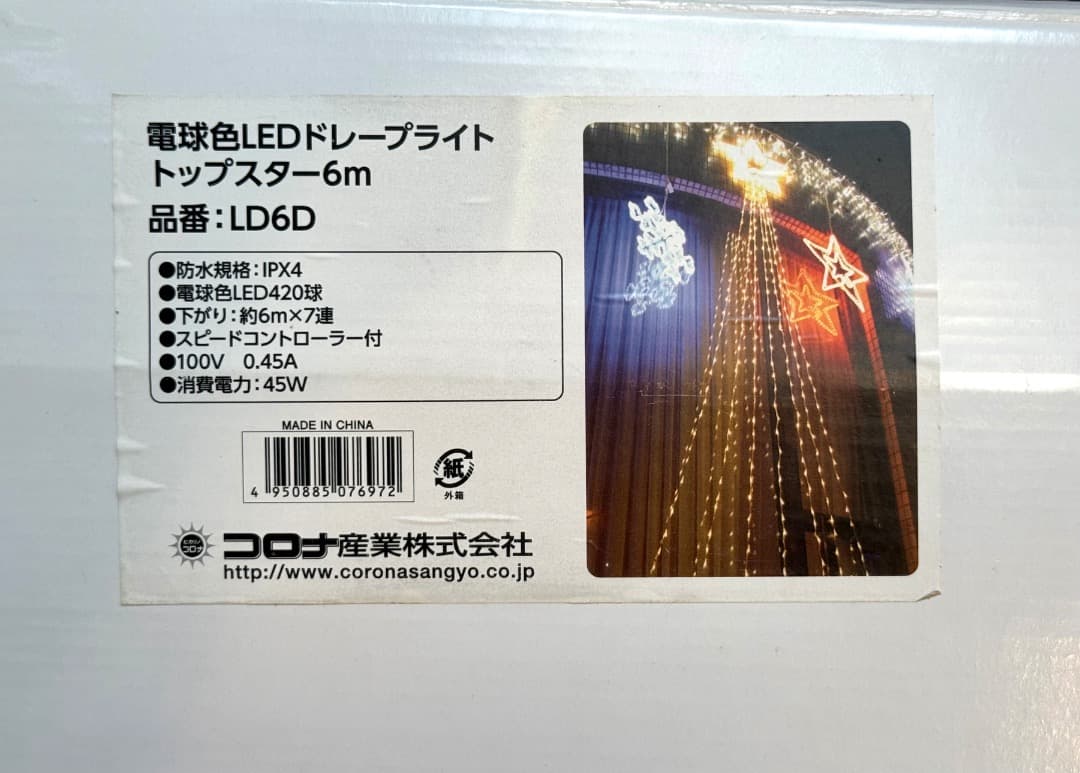 電球色LEDドレープライト
トップスター6m
品番：LD6D
●防水規格：IPX4
●電球色LED420球
●下がり：約6m×7連
●スピードコントローラー付
●100V 0.45A
●消費電力：45W
MADE IN CHINA
4 950885 076972
紙
外箱
コロナ
コロナ産業株式会社
http://www.coronasangyo.co.jp